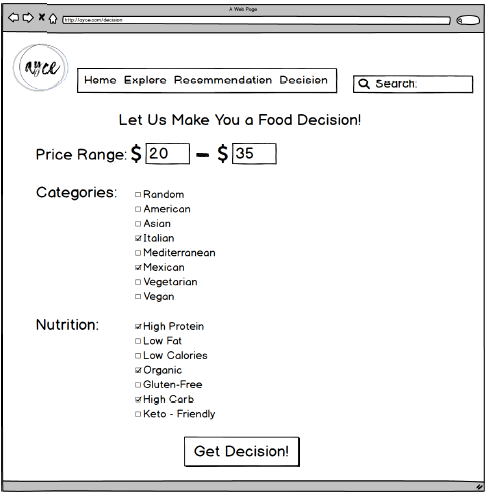 A Web Page
http://ayce.com/decision
ayce
Home Explore Recommendation Decision
Search:
Let Us Make You a Food Decision!
Price Range: $ 20 - $ 35
Categories:
Random
American
Asian
Italian
Mediterranean
Mexican
Vegetarian
Vegan
Nutrition:
High Protein
Low Fat
Low Calories
Organic
Gluten-Free
High Carb
Keto - Friendly
Get Decision!